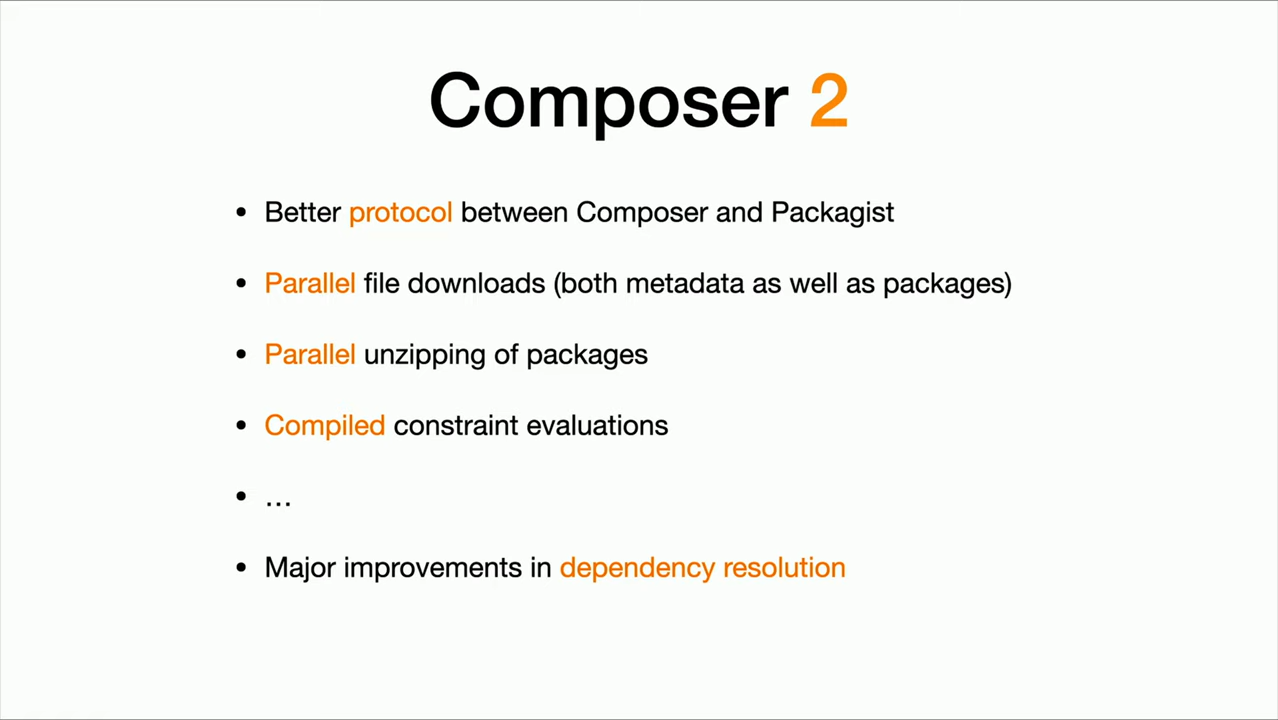 Composer 2
• Better protocol between Composer and Packagist
• Parallel file downloads (both metadata as well as packages)
• Parallel unzipping of packages
• Compiled constraint evaluations
• …
• Major improvements in dependency resolution